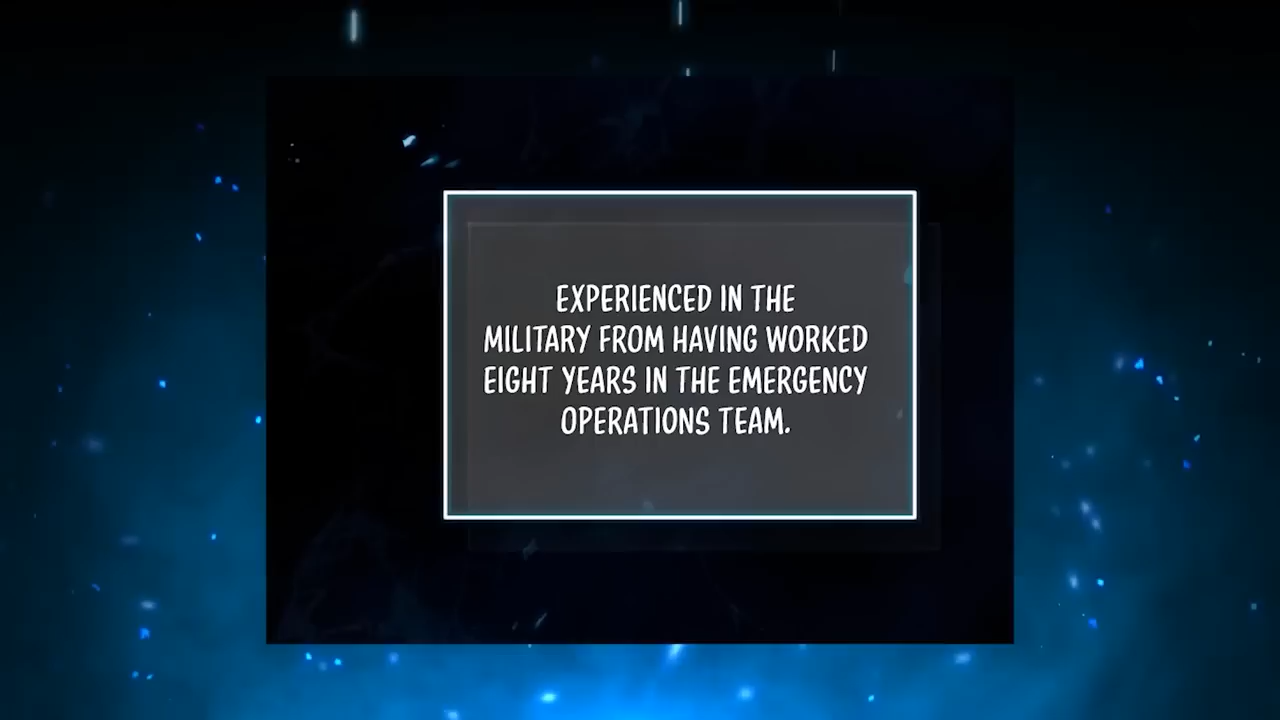 EXPERIENCED IN THE
MILITARY FROM HAVING WORKED
EIGHT YEARS IN THE EMERGENCY
OPERATIONS TEAM.